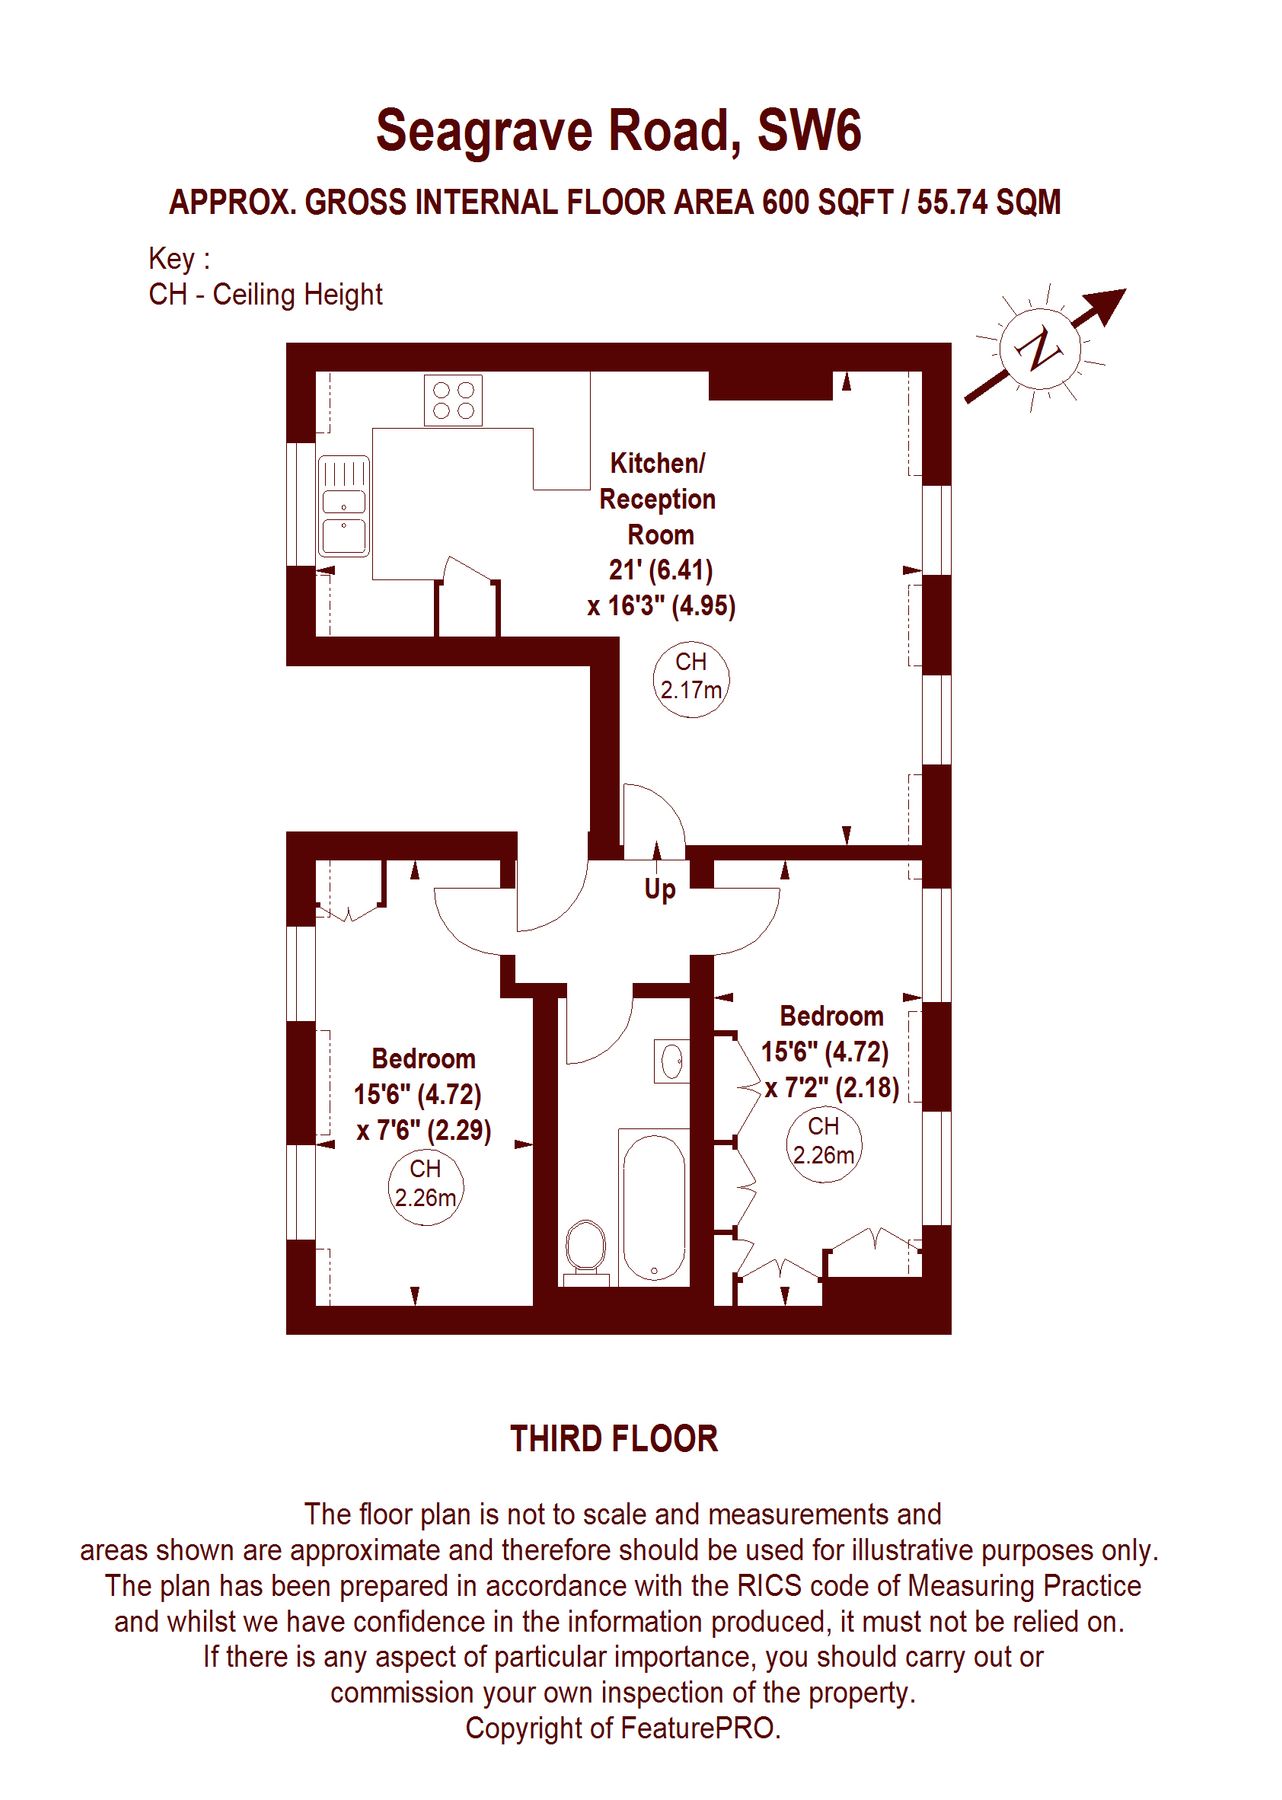 Seagrave Road, SW6
APPROX. GROSS INTERNAL FLOOR AREA 600 SQFT / 55.74 SQM
Key :
CH - Ceiling Height
N
Kitchen/
Reception
Room
21' (6.41)
x 16'3" (4.95)
CH
2.17m
Up
Bedroom
15'6" (4.72)
x 7'6" (2.29)
CH
2.26m
Bedroom
15'6" (4.72)
x 7'2" (2.18)
CH
2.26m
THIRD FLOOR
The floor plan is not to scale and measurements and
areas shown are approximate and therefore should be used for illustrative purposes only.
The plan has been prepared in accordance with the RICS code of Measuring Practice
and whilst we have confidence in the information produced, it must not be relied on.
If there is any aspect of particular importance, you should carry out or
commission your own inspection of the property.
Copyright of FeaturePRO.